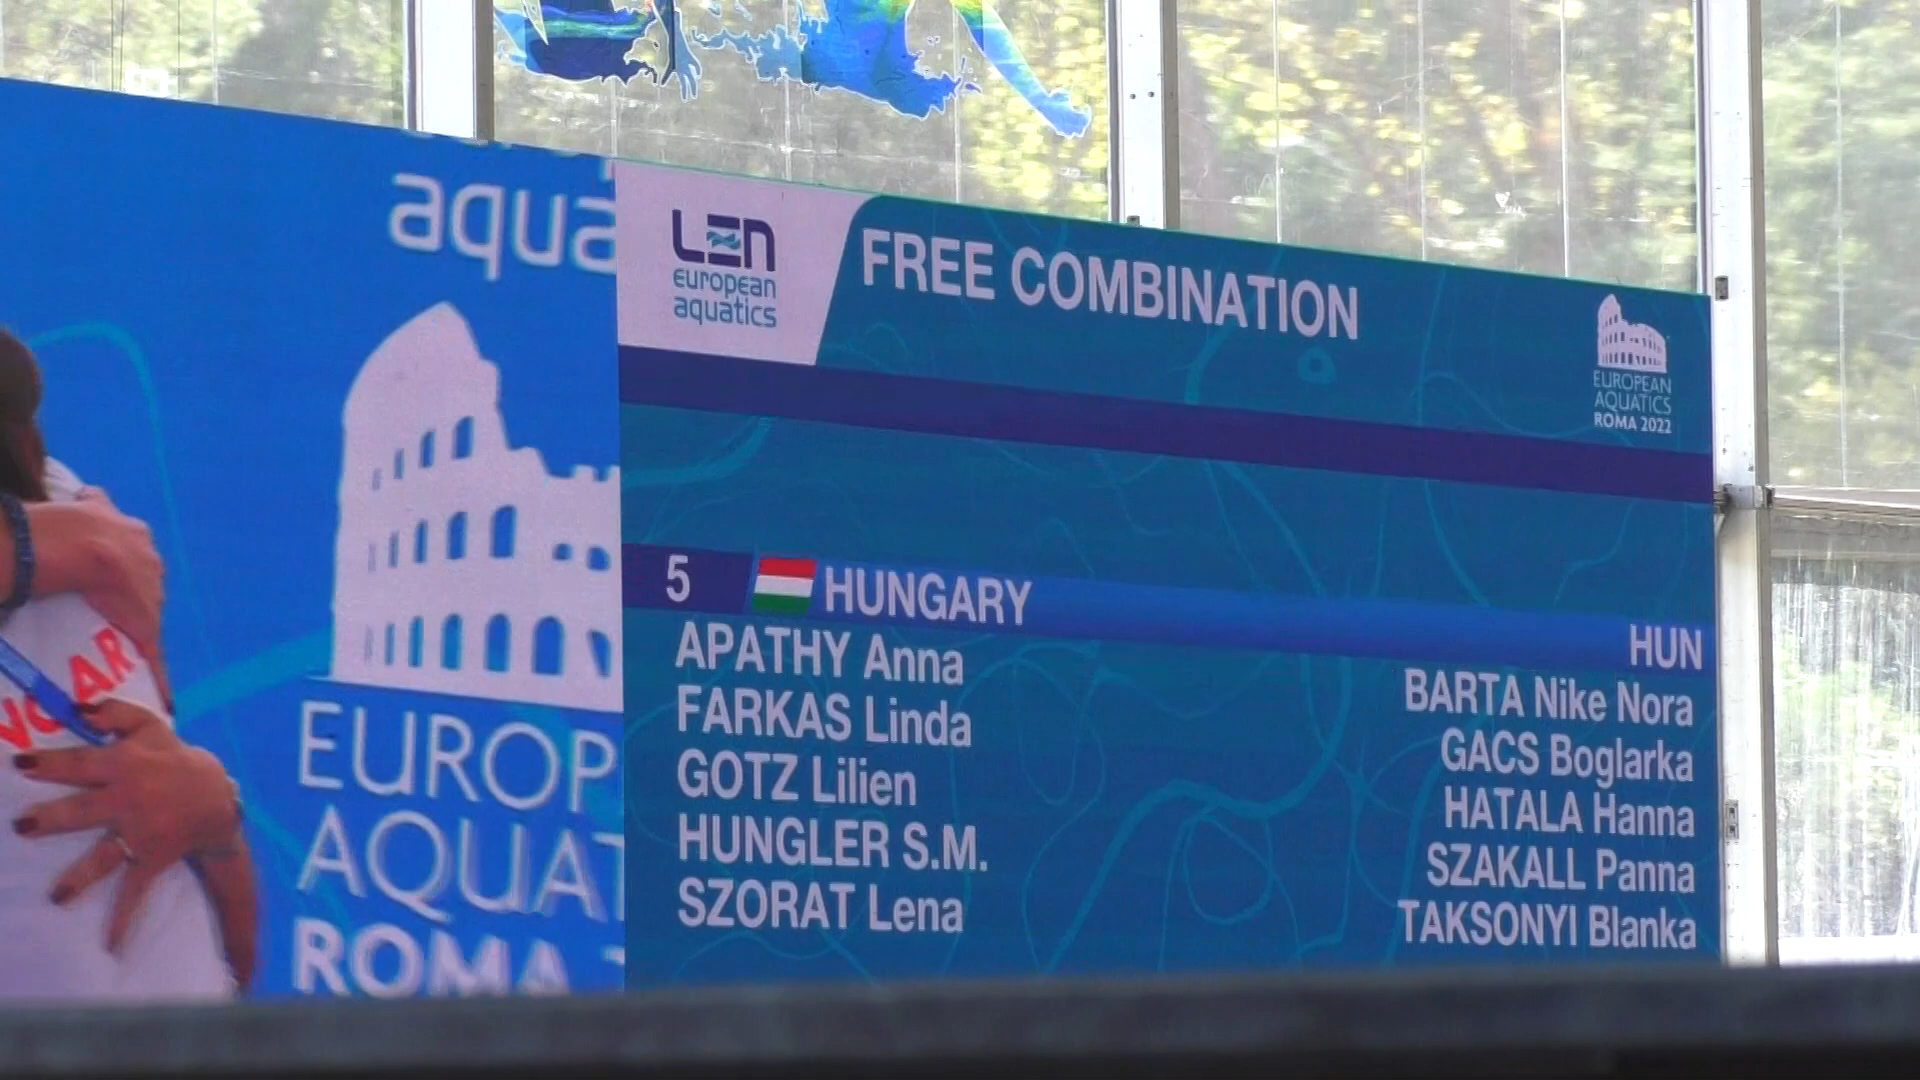 aqua
LEN
european
aquatics
FREE COMBINATION
EUROPEAN
AQUATICS
ROMA 2022
5 HUNGARY HUN
APATHY Anna BARTA Nike Nora
FARKAS Linda GACS Boglarka
GOTZ Lilien HATALA Hanna
HUNGLER S.M. SZAKALL Panna
SZORAT Lena TAKSONYI Blanka
EUROP
AQUAT
ROMA